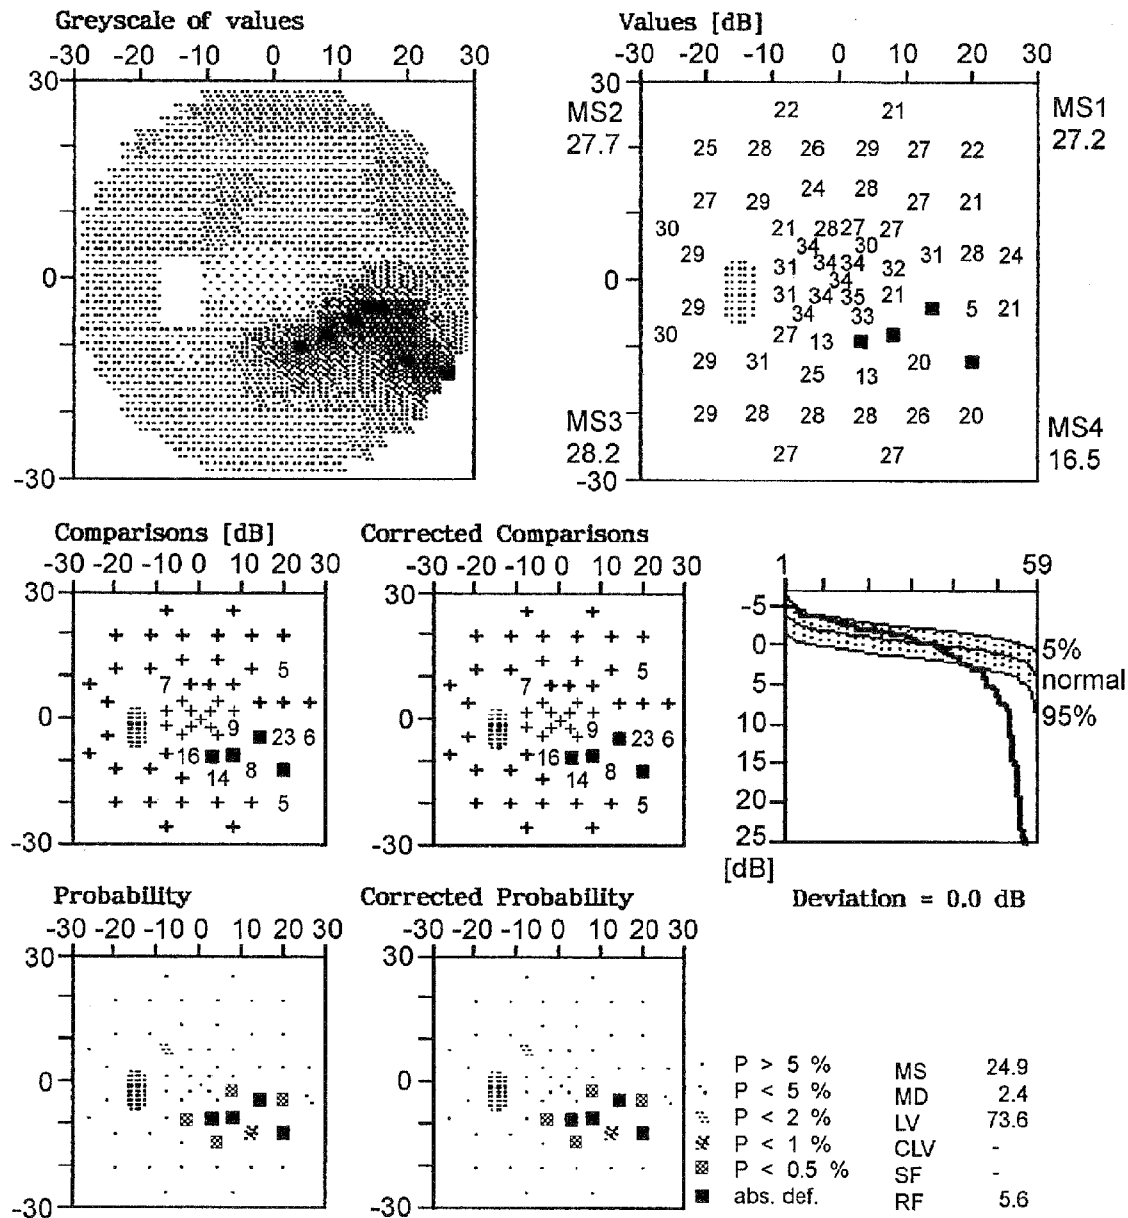 Greyscale of values
-30 -20 -10 0 10 20 30
30
0
-30
Values [dB]
-30 -20 -10 0 10 20 30
30
0
-30
MS2
27.7
MS1
27.2
MS3
28.2
MS4
16.5
22 21
25 28 26 29 27 22
24 28
27 29 27 21
30 21 28 27 27
34 30
29 31 28 24
31 34 34 32
34
31 34 35 21
29 34 33 5 21
30 27
13
29 31 20
25 13
29 28 28 28 26 20
27 27
Comparisons [dB]
-30 -20 -10 0 10 20 30
30
0
-30
5
7
9
23 6
16
14 8
5
Corrected Comparisons
-30 -20 -10 0 10 20 30
30
0
-30
5
7
9
23 6
16
14 8
5
1 59
-5
0
5
10
15
20
25
[dB]
5%
normal
95%
Deviation = 0.0 dB
Probability
-30 -20 -10 0 10 20 30
30
0
-30
Corrected Probability
-30 -20 -10 0 10 20 30
30
0
-30
P > 5 %
P < 5 %
P < 2 %
P < 1 %
P < 0.5 %
abs. def.
MS 24.9
MD 2.4
LV 73.6
CLV -
SF -
RF 5.6